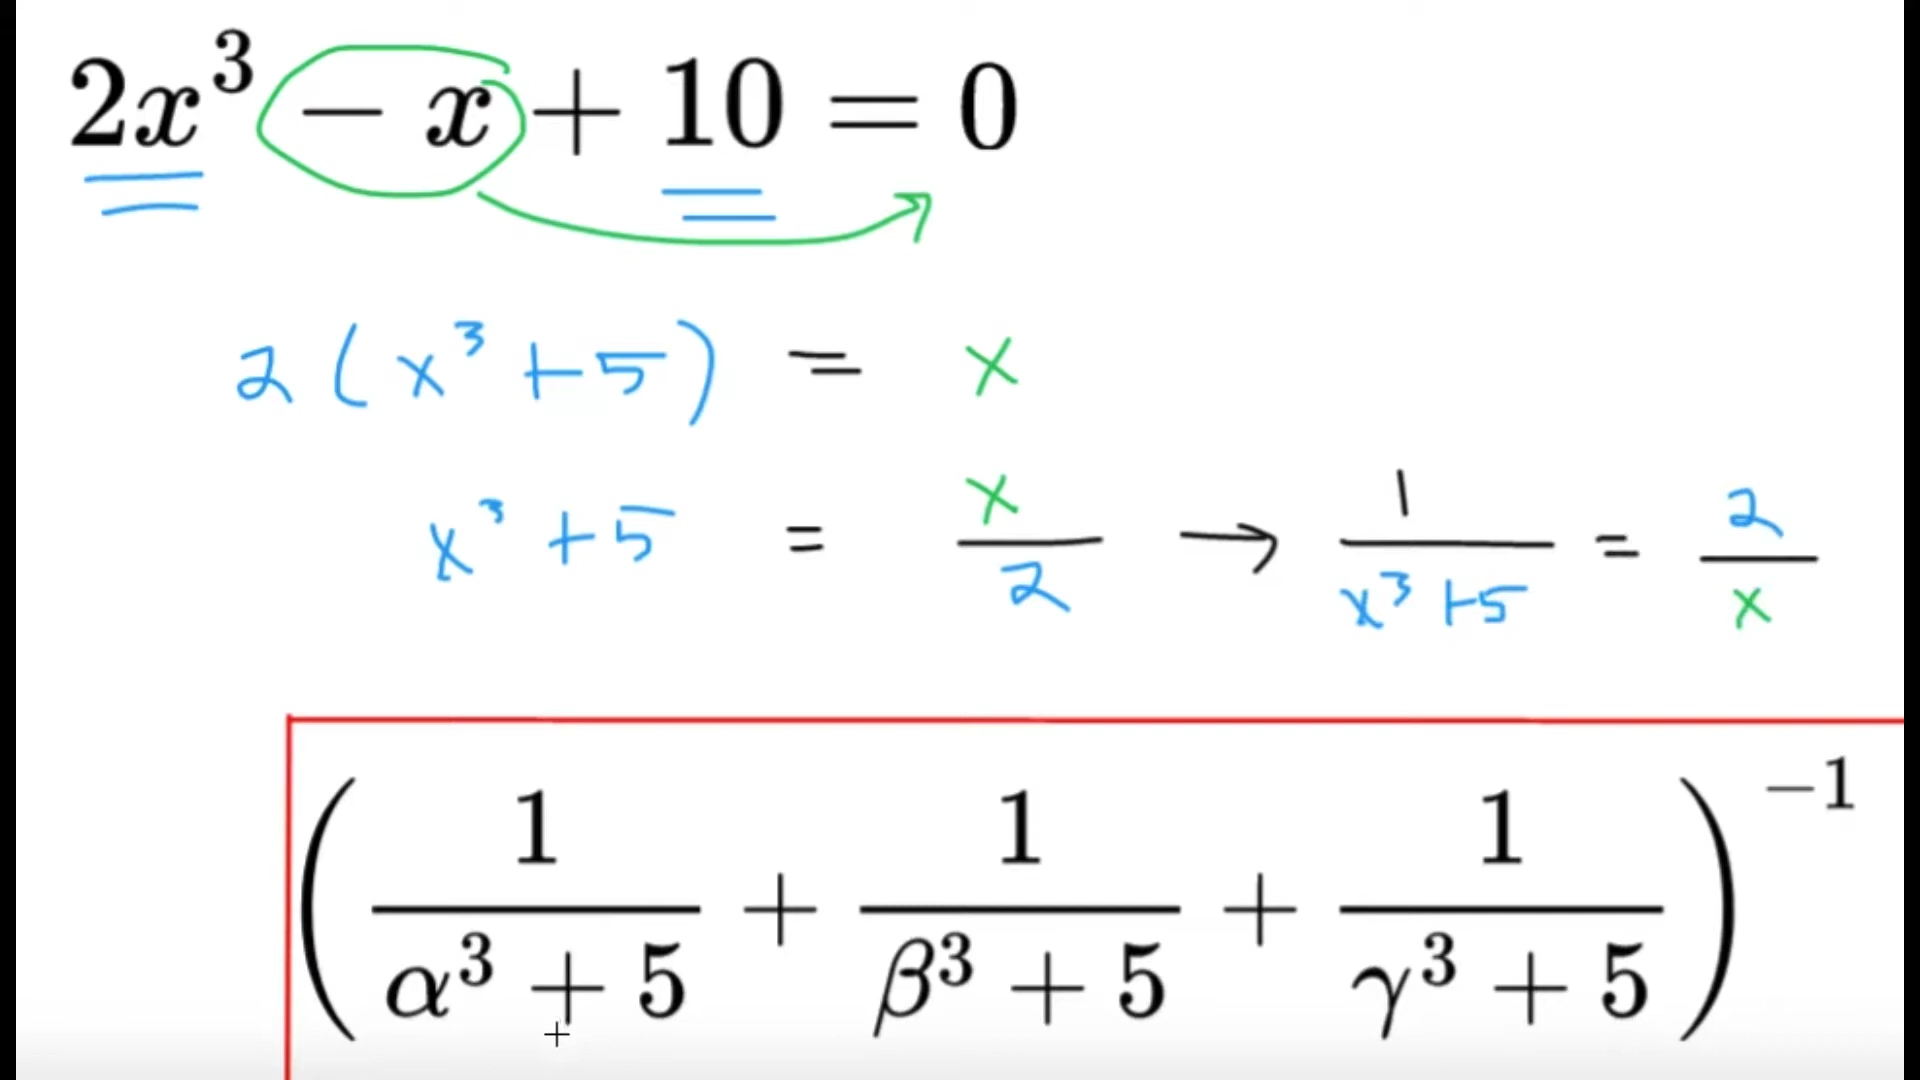 2x³ − x + 10 = 0
2(x³ + 5) = x
x³ + 5 = x/2 → 1/(x³ + 5) = 2/x
(1/(α³ + 5) + 1/(β³ + 5) + 1/(γ³ + 5))⁻¹